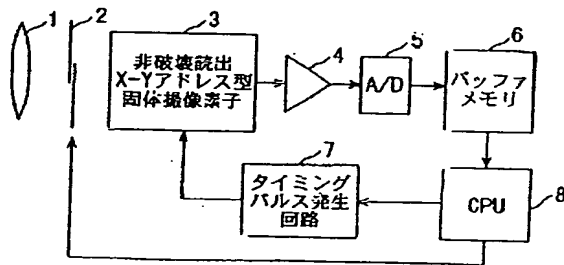 1
2
3
非破壊読出
X-Yアドレス型
固体撮像素子
4
5
A/D
6
バッファ
メモリ
7
タイミング
パルス発生
回路
CPU
8